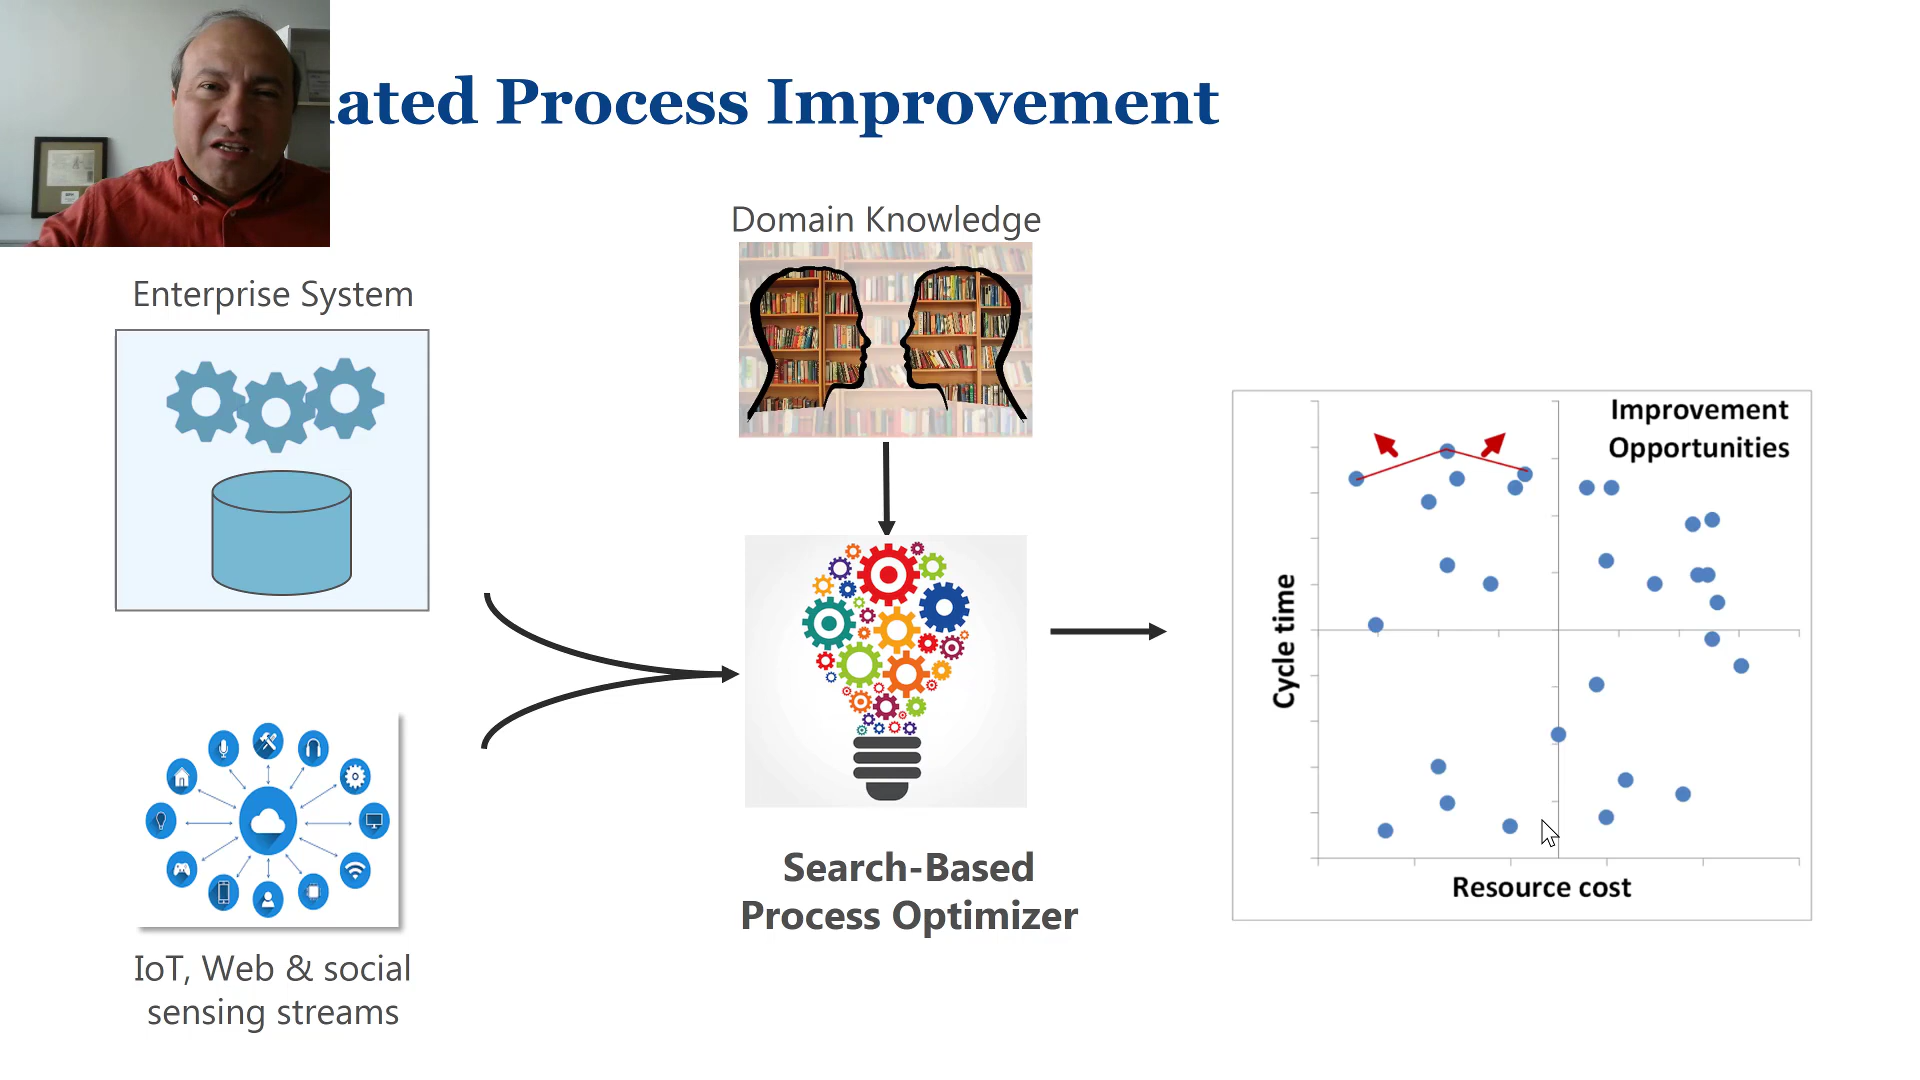 ated Process Improvement
Domain Knowledge
Enterprise System
Improvement
Opportunities
Cycle time
Resource cost
Search-Based
Process Optimizer
IoT, Web & social
sensing streams